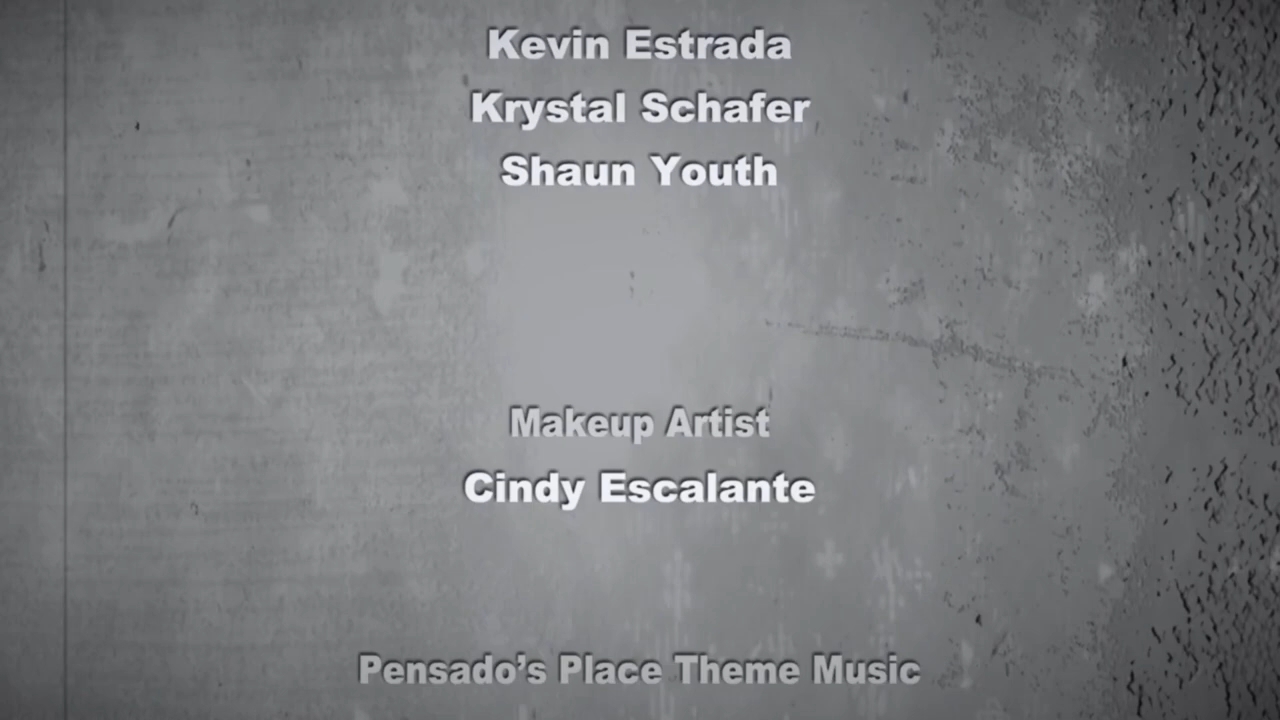 Kevin Estrada
Krystal Schafer
Shaun Youth
Makeup Artist
Cindy Escalante
Pensado’s Place Theme Music